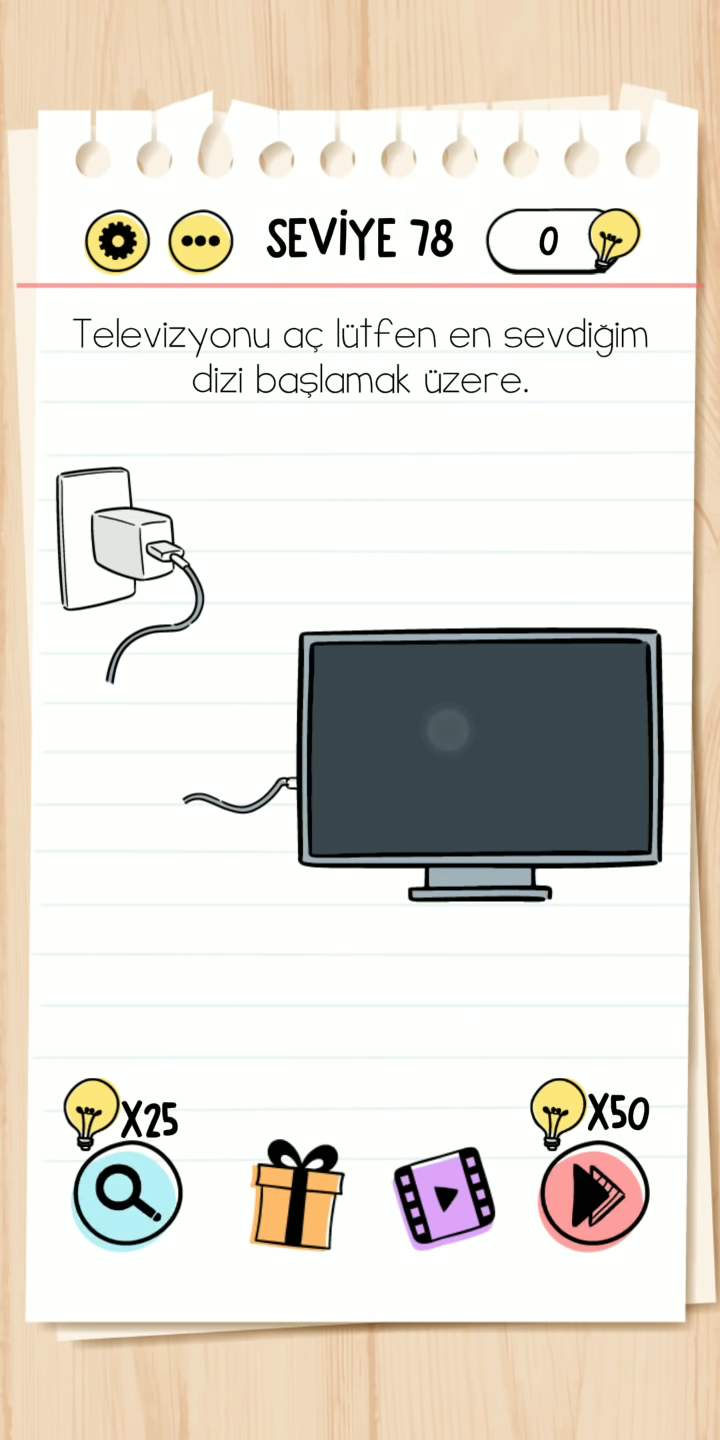 SEVİYE 78
0
Televizyonu aç lütfen en sevdiğim
dizi başlamak üzere.
X25
X50